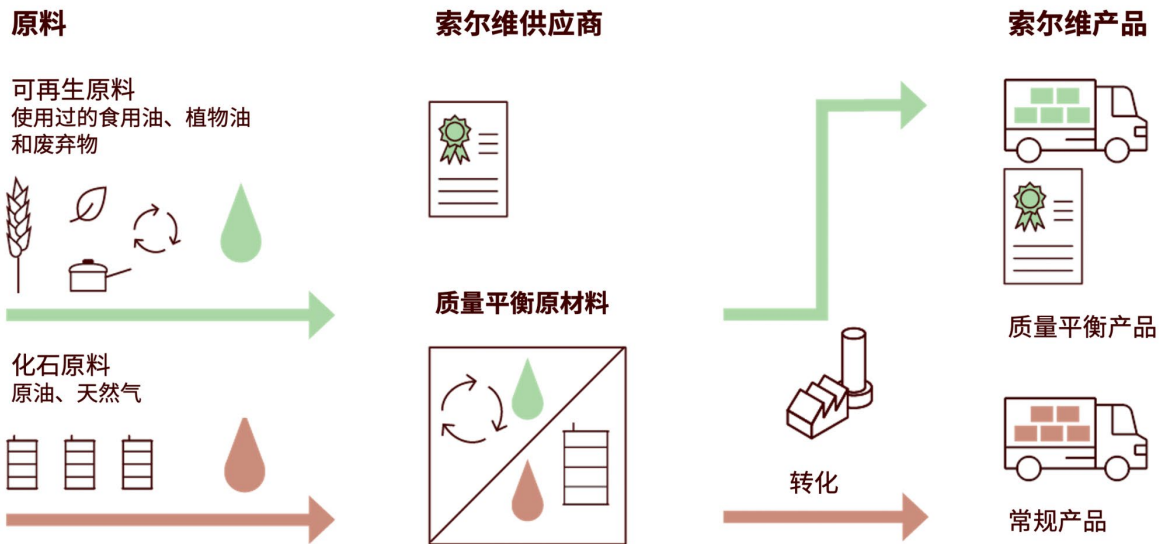 原料
索尔维供应商
索尔维产品
可再生原料
使用过的食用油、植物油
和废弃物
质量平衡原材料
质量平衡产品
化石原料
原油、天然气
转化
常规产品